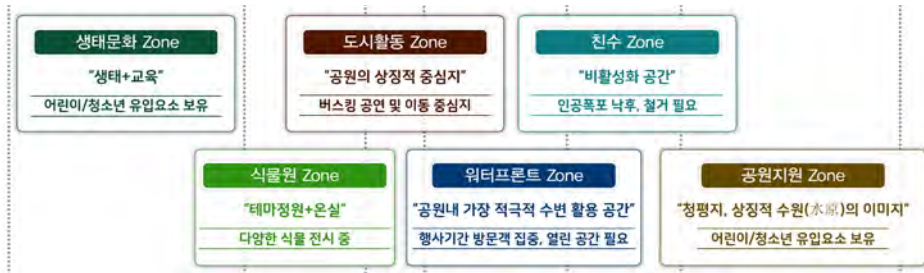 생태문화 Zone
"생태+교육"
어린이/청소년 유입요소 보유
도시활동 Zone
"공원의 상징적 중심지"
버스킹 공연 및 이동 중심지
친수 Zone
"비활성화 공간"
인공폭포 낙후, 철거 필요
식물원 Zone
"테마정원+온실"
다양한 식물 전시 중
워터프론트 Zone
"공원내 가장 적극적 수변 활용 공간"
행사기간 방문객 집중, 열린 공간 필요
공원지원 Zone
"청평지, 상징적 수원(水原)의 이미지"
어린이/청소년 유입요소 보유